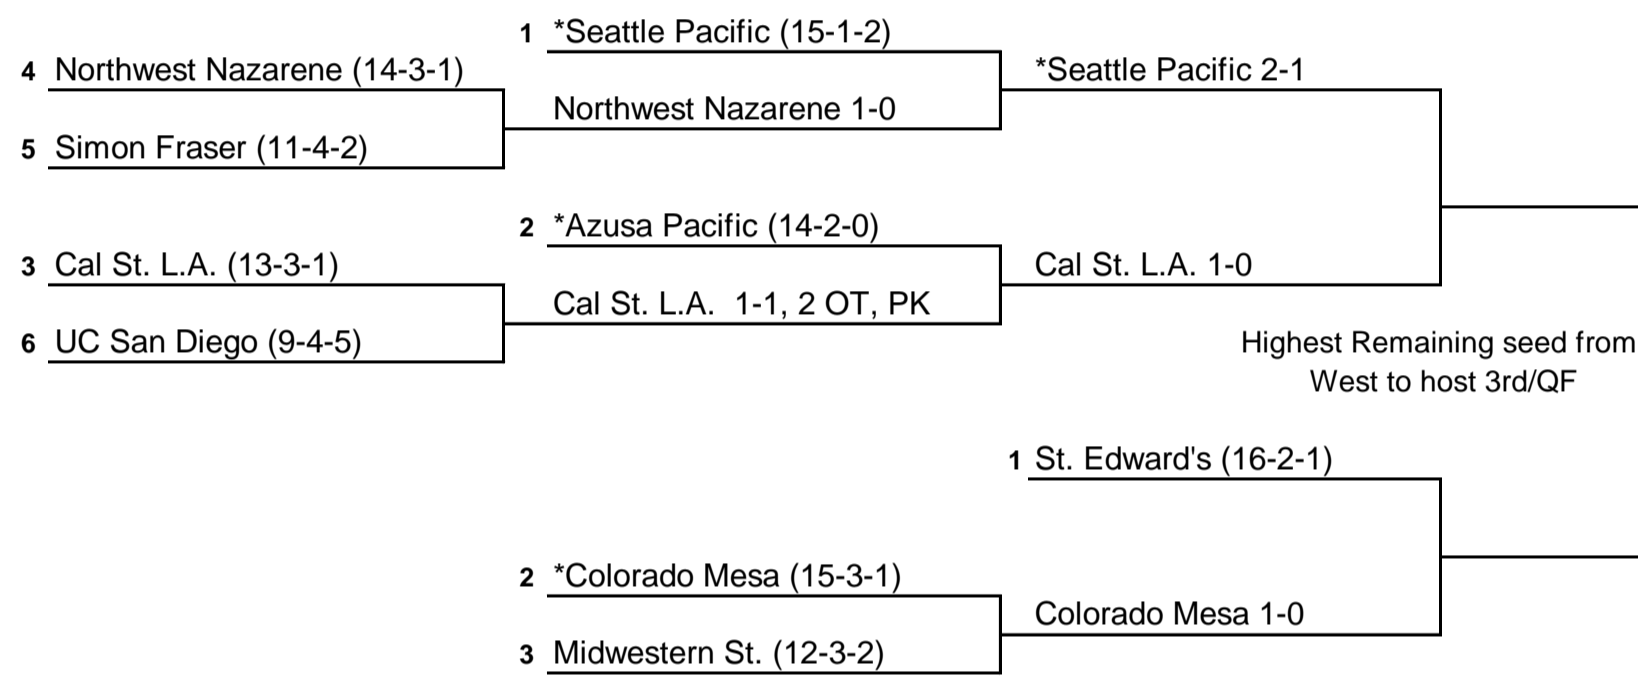 1 *Seattle Pacific (15-1-2)
4 Northwest Nazarene (14-3-1)
*Seattle Pacific 2-1
Northwest Nazarene 1-0
5 Simon Fraser (11-4-2)
2 *Azusa Pacific (14-2-0)
3 Cal St. L.A. (13-3-1)
Cal St. L.A. 1-0
Cal St. L.A.  1-1, 2 OT, PK
6 UC San Diego (9-4-5)
Highest Remaining seed from
West to host 3rd/QF
1 St. Edward's (16-2-1)
2 *Colorado Mesa (15-3-1)
Colorado Mesa 1-0
3 Midwestern St. (12-3-2)